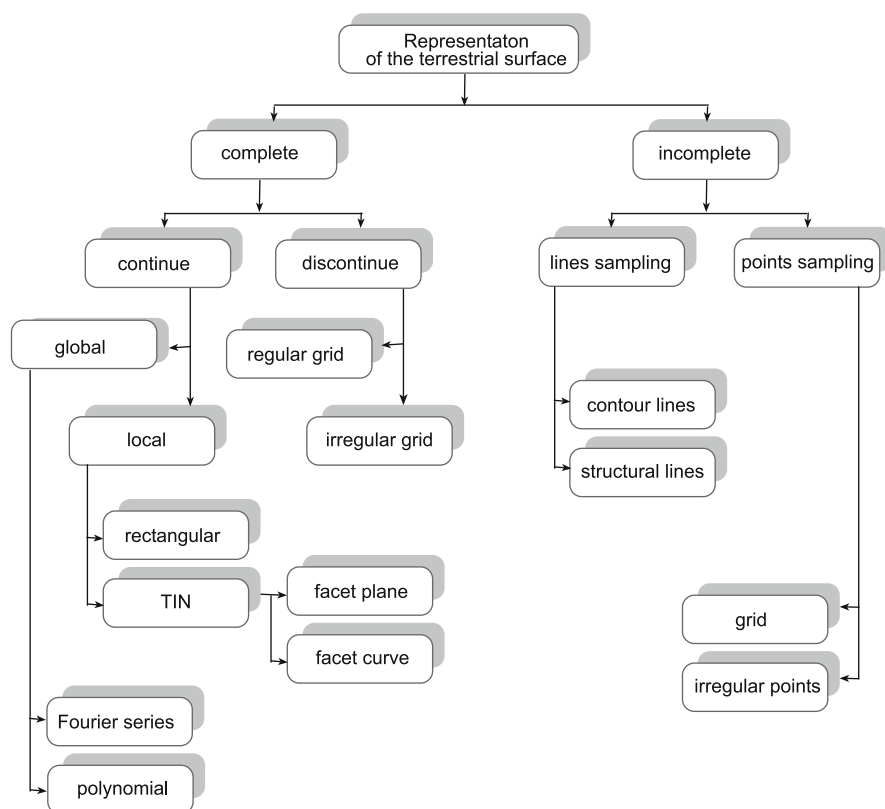 Representaton
of the terrestrial surface
complete
incomplete
continue
discontinue
lines sampling
points sampling
global
regular grid
contour lines
local
irregular grid
structural lines
rectangular
TIN
facet plane
grid
facet curve
irregular points
Fourier series
polynomial